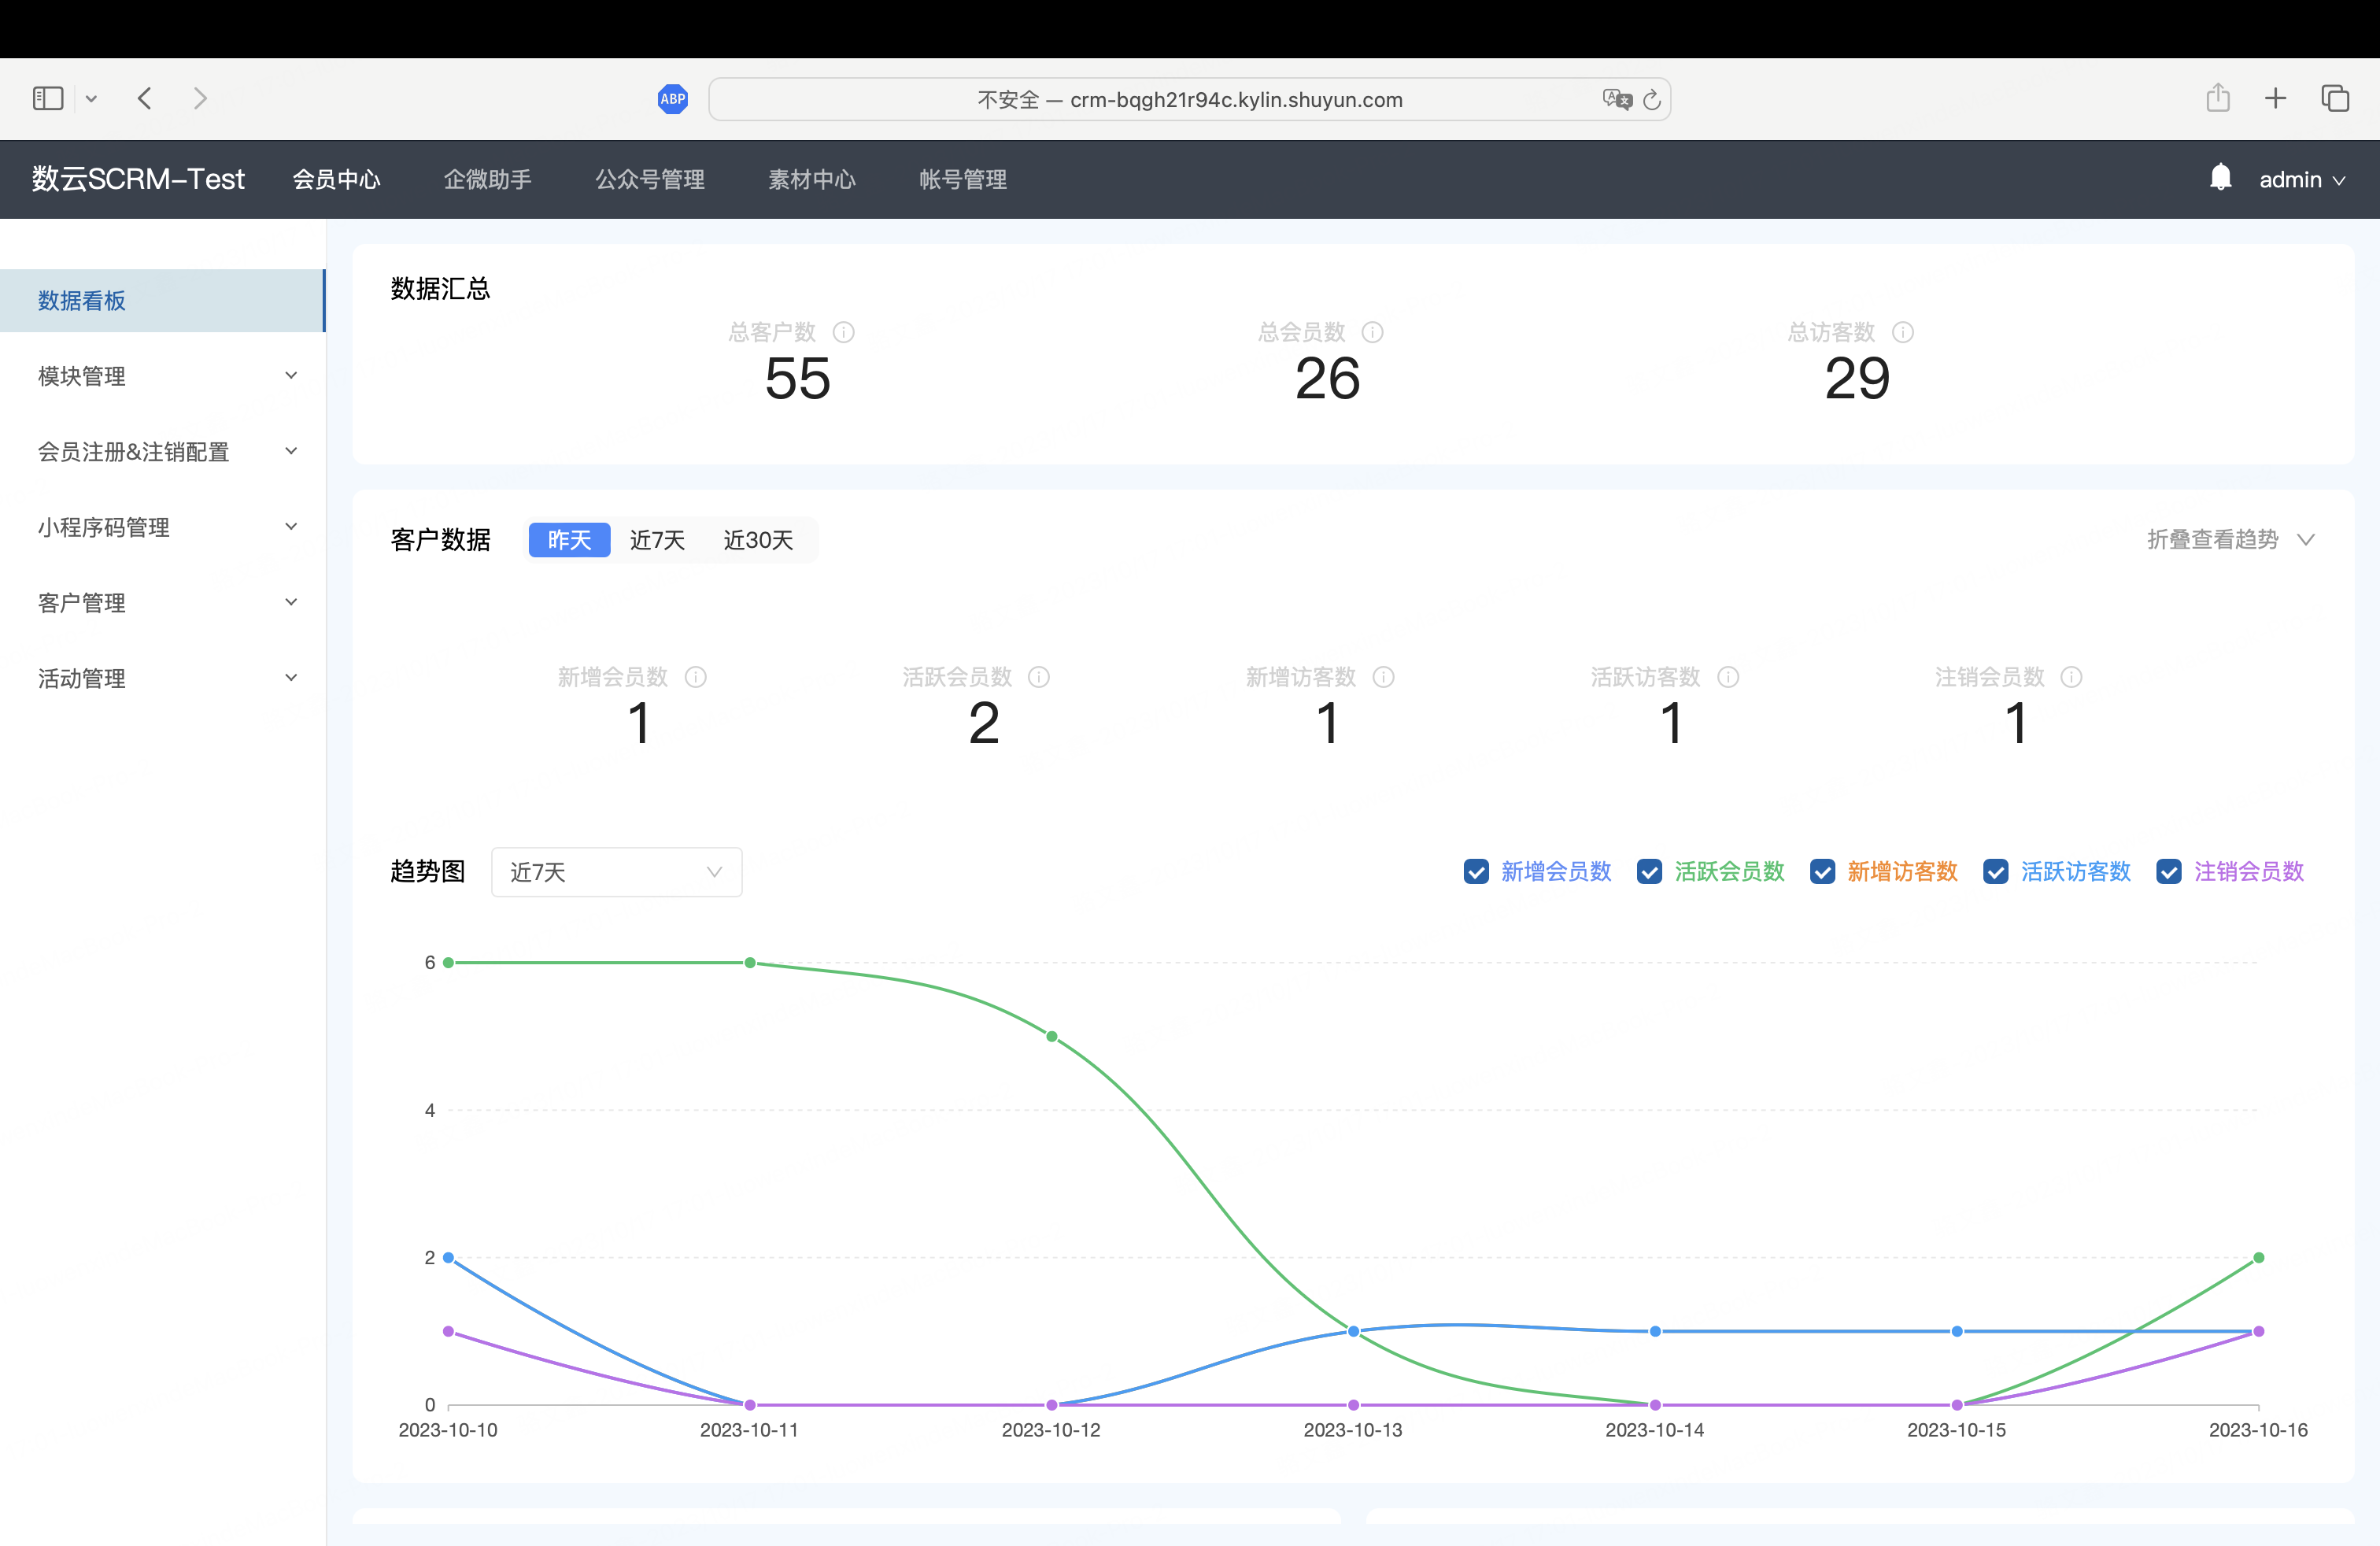 ABP
不安全 — crm-bqgh21r94c.kylin.shuyun.com
数云SCRM-Test 会员中心 企微助手 公众号管理 素材中心 帐号管理 admin
数据看板
模块管理
会员注册&注销配置
小程序码管理
客户管理
活动管理
数据汇总
总客户数 总会员数 总访客数
55 26 29
客户数据 昨天 近7天 近30天 折叠查看趋势
新增会员数 活跃会员数 新增访客数 活跃访客数 注销会员数
1 2 1 1 1
趋势图 近7天 新增会员数 活跃会员数 新增访客数 活跃访客数 注销会员数
6
4
2
0
2023-10-10 2023-10-11 2023-10-12 2023-10-13 2023-10-14 2023-10-15 2023-10-16